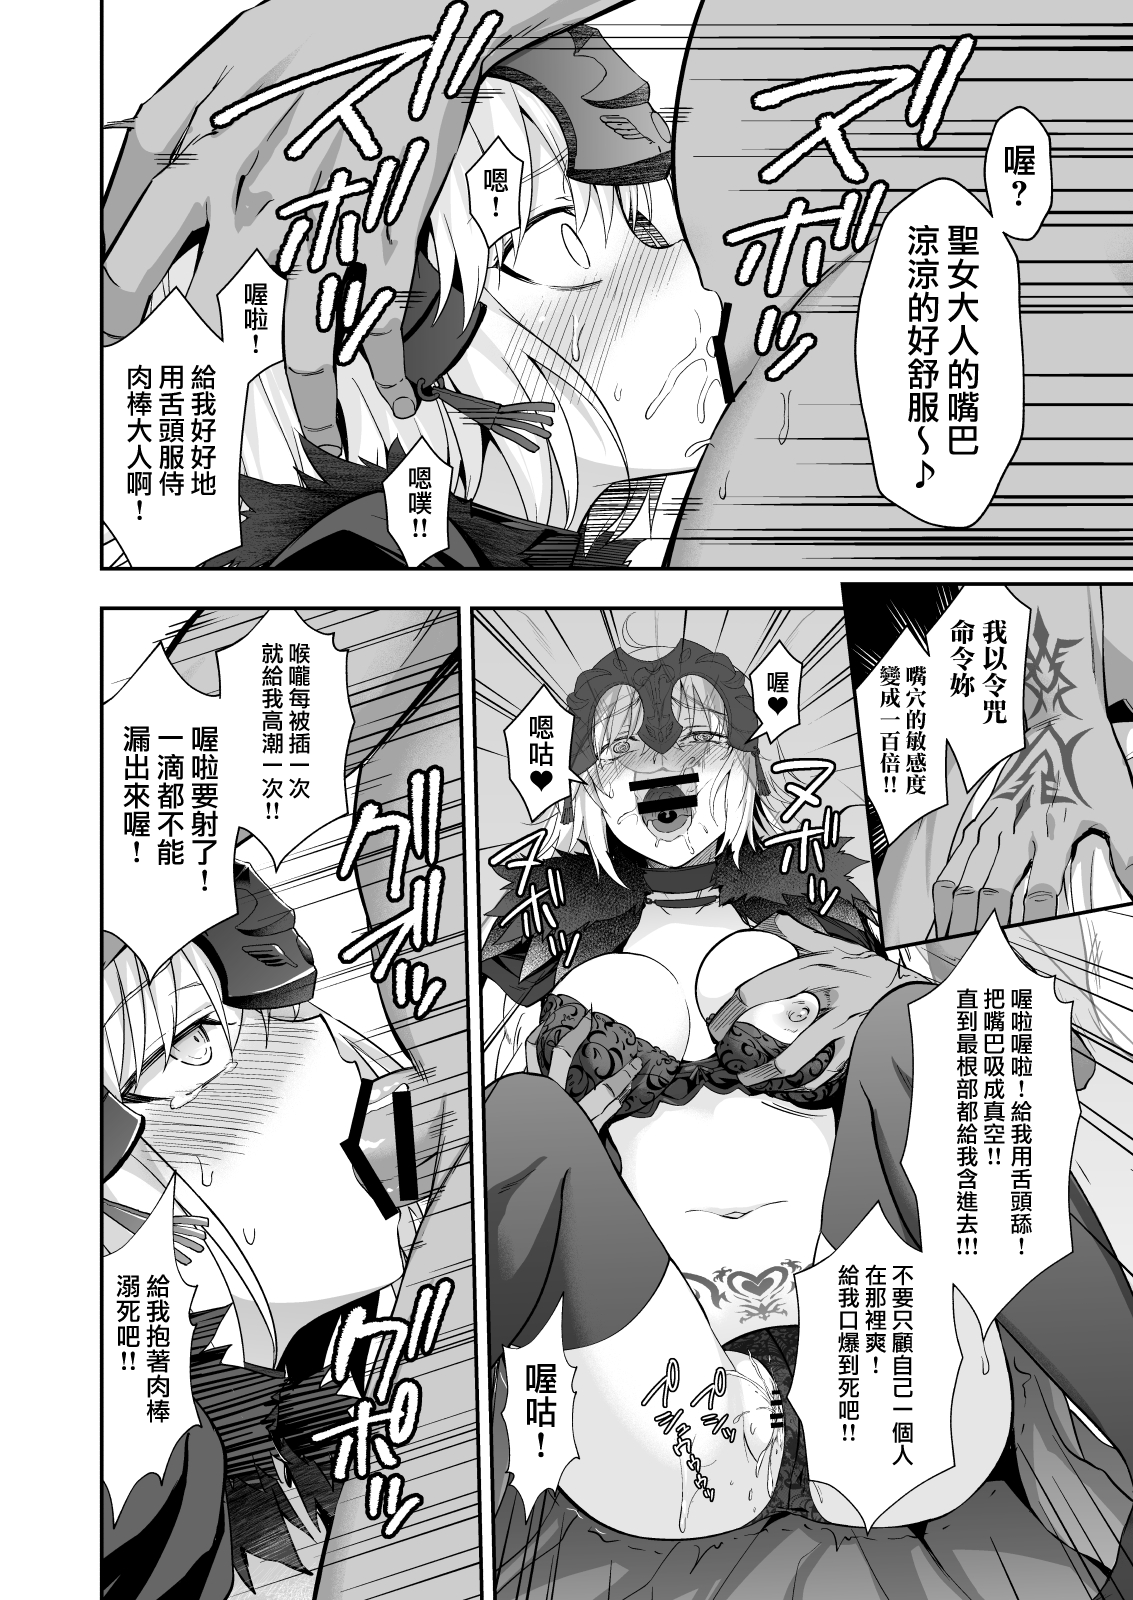 喔？
聖女大人的嘴巴
涼涼的好舒服～♪
嗯！
喔啦！
給我好好地
用舌頭服侍
肉棒大人啊！
嗯噗!!
ズブッ
ズボッ
我以令咒
命令妳
嘴穴的敏感度
變成一百倍!!
喔♥
嗯咕♥
ズボッ
ズボッ
喔啦喔啦！給我用舌頭舔！
把嘴巴吸成真空!!
直到最根部都給我含進去!!!
不要只顧自己一個人
在那裡爽！
給我口爆到死吧!!
喔咕！
喉嚨每被插一次
就給我高潮一次!!
喔啦要射了！
一滴都不能
漏出來喔！
給我抱著肉棒
溺死吧!!